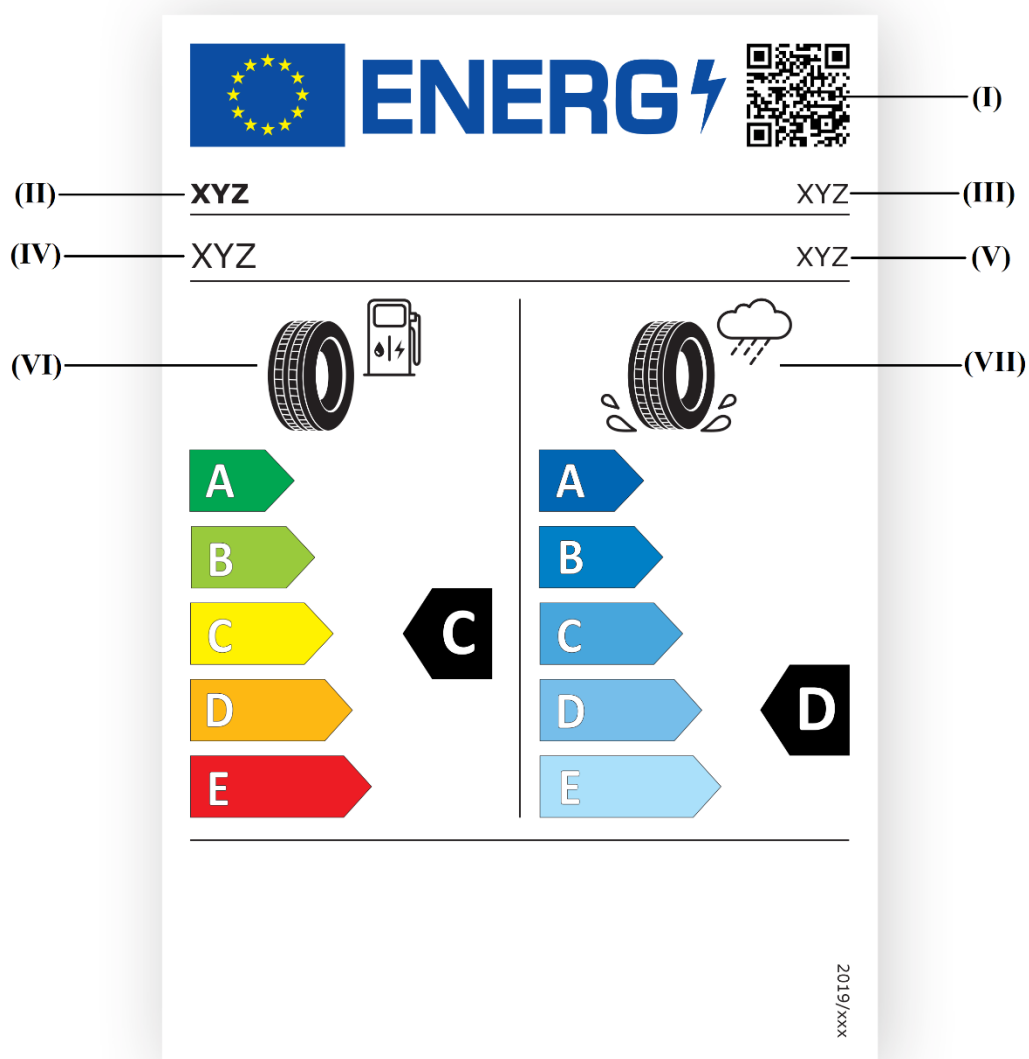 ENERG
(I)
(II) XYZ XYZ (III)
(IV) XYZ XYZ (V)
(VI) (VII)
A A
B B
C C C
D D D
E E
2019/xxx